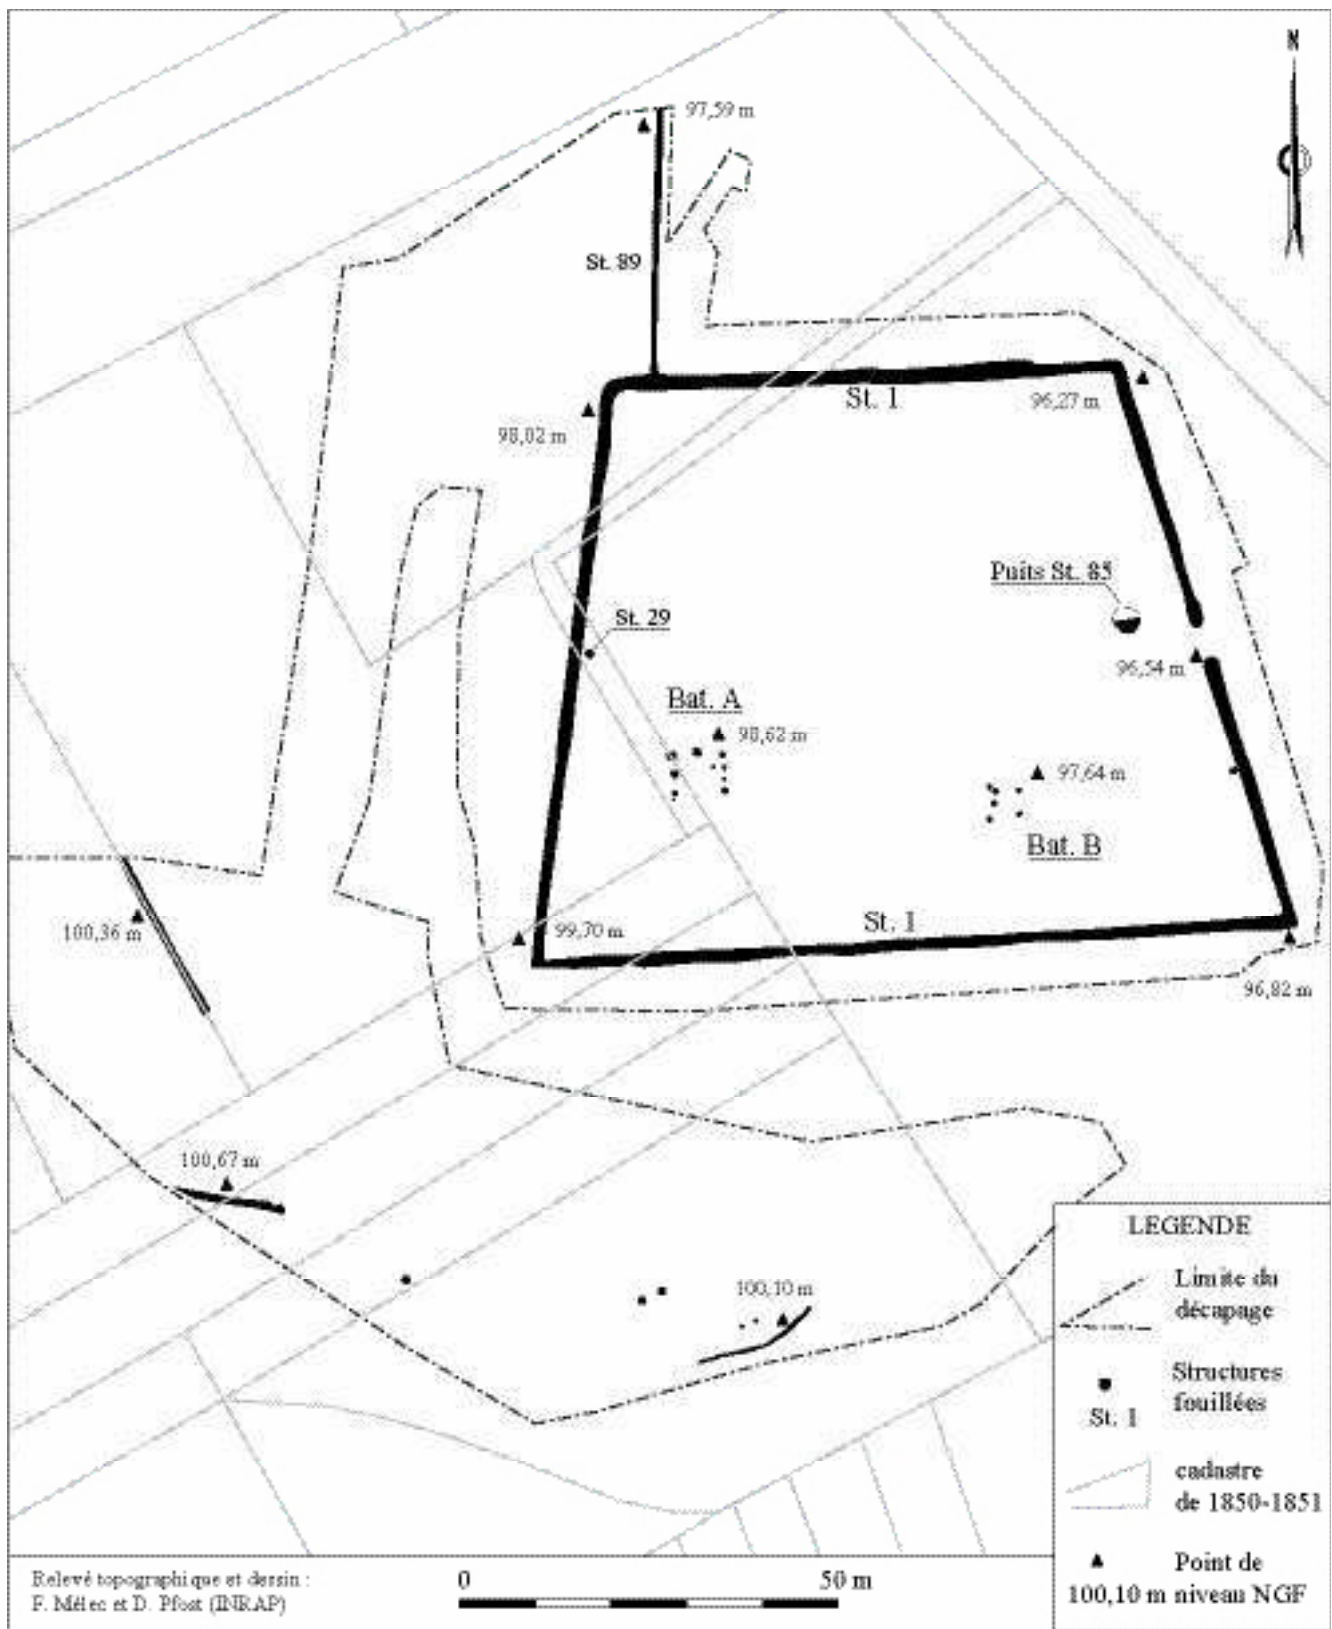 N
97,59 m
St. 89
St. 1
96,27 m
98,02 m
Puits St. 85
St. 29
96,54 m
Bat. A
98,62 m
97,64 m
Bat. B
St. 1
99,70 m
100,36 m
96,82 m
100,67 m
100,10 m
LEGENDE
Limite du
décapage
Structures
fouillées
St. 1
cadastre
de 1850-1851
Point de
100,10 m niveau NGF
Relevé topographique et dessin :
F. Mélec et D. Pfost (INRAP)
0 50 m